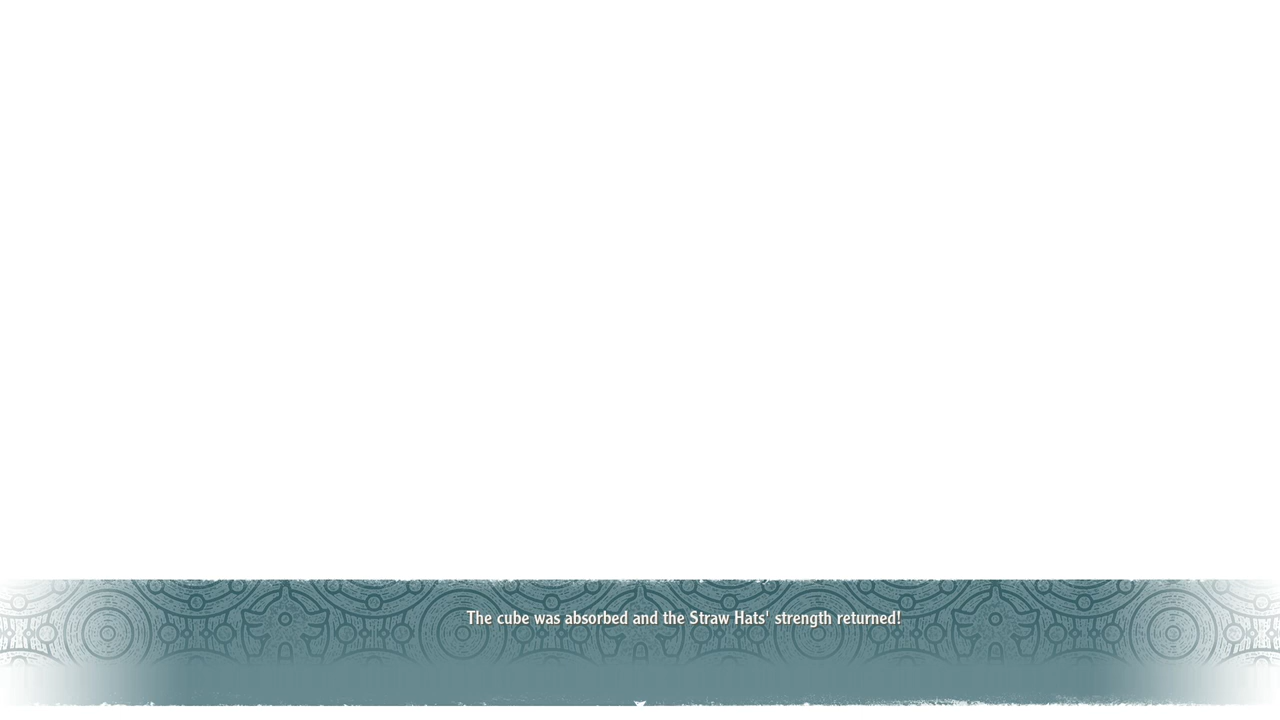 The cube was absorbed and the Straw Hats' strength returned!